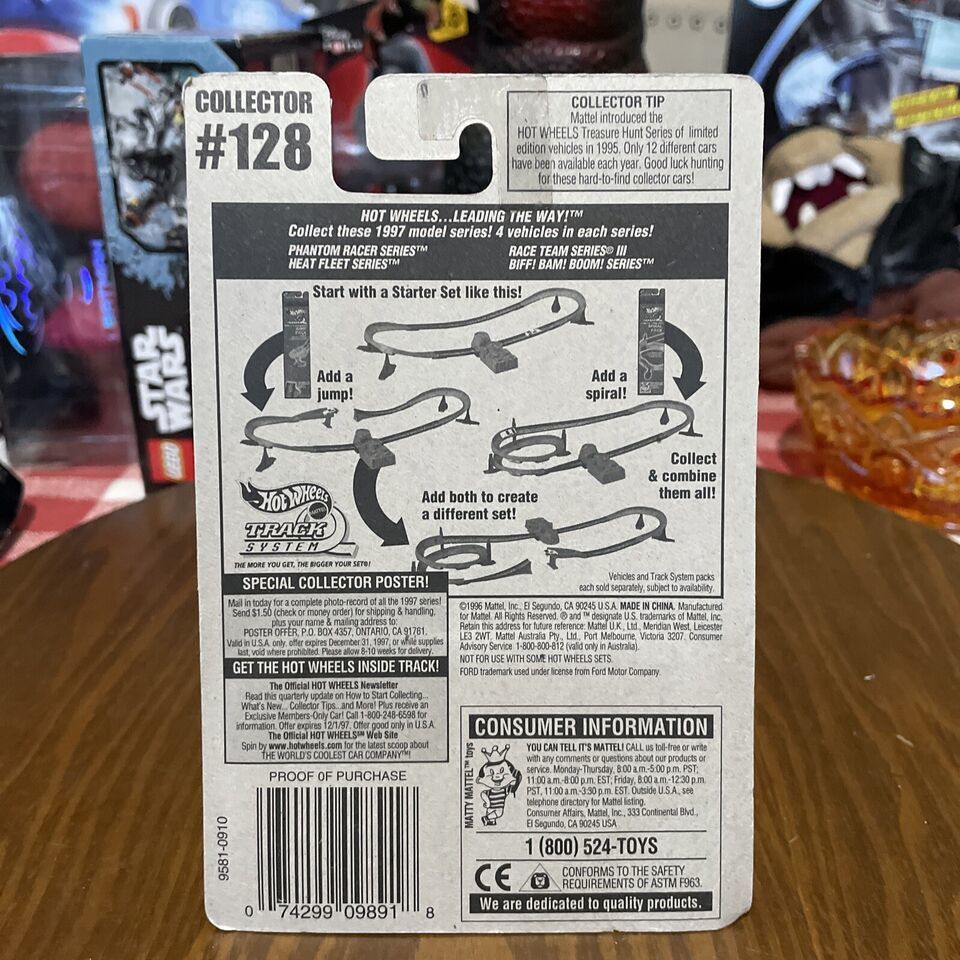 COLLECTOR
#128
COLLECTOR TIP
Mattel introduced the
HOT WHEELS Treasure Hunt Series of limited
edition vehicles in 1995. Only 12 different cars
have been available each year. Good luck hunting
for these hard-to-find collector cars!
HOT WHEELS...LEADING THE WAY!™
Collect these 1997 model series! 4 vehicles in each series!
PHANTOM RACER SERIES™
HEAT FLEET SERIES™
RACE TEAM SERIES® III
BIFF! BAM! BOOM! SERIES™
Start with a Starter Set like this!
Add a
jump!
Add a
spiral!
Collect
& combine
them all!
Add both to create
a different set!
HOT WHEELS
MATTEL
TRACK
SYSTEM
THE MORE YOU GET, THE BIGGER YOUR SET®!
Vehicles and Track System packs
each sold separately, subject to availability.
SPECIAL COLLECTOR POSTER!
Mail in today for a complete photo-record of all the 1997 series!
Send $1.50 (check or money order) for shipping & handling,
plus your name & mailing address to:
POSTER OFFER, P.O. BOX 4357, ONTARIO, CA 91761.
Valid in U.S.A. only, offer expires December 31, 1997, or while supplies
last, void where prohibited. Please allow 8-10 weeks for delivery.
GET THE HOT WHEELS INSIDE TRACK!
The Official HOT WHEELS Newsletter
Read this quarterly update on How to Start Collecting...
What's New... Collector Tips...and More! Plus receive an
Exclusive Members-Only Car! Call 1-800-248-6598 for
information. Offer expires 12/1/97. Offer good only in U.S.A.
The Official HOT WHEELS℠ Web Site
Spin by www.hotwheels.com for the latest scoop about
THE WORLD'S COOLEST CAR COMPANY™!
©1996 Mattel, Inc., El Segundo, CA 90245 U.S.A. MADE IN CHINA. Manufactured
for Mattel. All Rights Reserved. ® and ™ designate U.S. trademarks of Mattel, Inc.
Retain this address for future reference: Mattel U.K., Ltd., Meridian West, Leicester
LE3 2WT. Mattel Australia Pty., Ltd., Port Melbourne, Victoria 3207. Consumer
Advisory Service 1-800-800-812 (valid only in Australia).
NOT FOR USE WITH SOME HOT WHEELS SETS.
FORD trademark used under license from Ford Motor Company.
PROOF OF PURCHASE
9581-0910
0 74299 09891 8
CONSUMER INFORMATION
MATTY MATTEL™ toys
YOU CAN TELL IT'S MATTEL! CALL us toll-free or write
with any comments or questions about our products or
service. Monday-Thursday, 8:00 a.m.-5:00 p.m. PST;
11:00 a.m.-8:00 p.m. EST; Friday, 8:00 a.m.-12:30 p.m.
PST, 11:00 a.m.-3:30 p.m. EST. Outside U.S.A., see
telephone directory for Mattel listing.
Consumer Affairs, Mattel, Inc., 333 Continental Blvd.,
El Segundo, CA 90245 USA
1 (800) 524-TOYS
CE
CONFORMS TO THE SAFETY
REQUIREMENTS OF ASTM F963.
We are dedicated to quality products.
STAR
WARS
LEGO